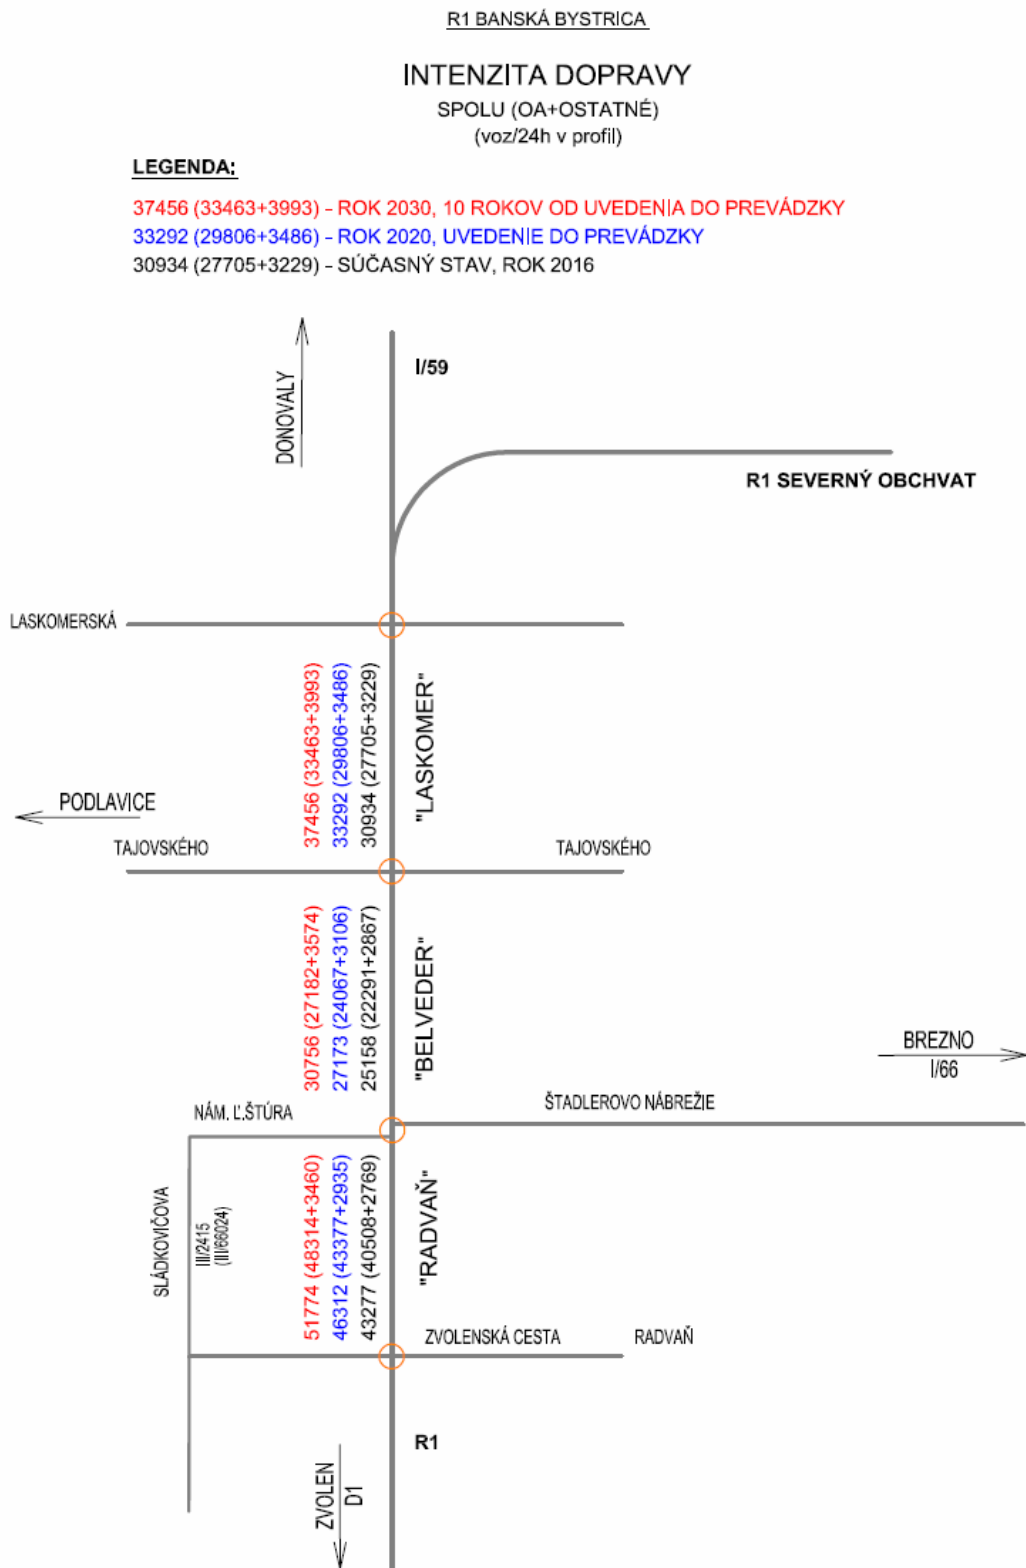 R1 BANSKÁ BYSTRICA
INTENZITA DOPRAVY
SPOLU (OA+OSTATNÉ)
(voz/24h v profil)
LEGENDA:
37456 (33463+3993) - ROK 2030, 10 ROKOV OD UVEDENIA DO PREVÁDZKY
33292 (29806+3486) - ROK 2020, UVEDENIE DO PREVÁDZKY
30934 (27705+3229) - SÚČASNÝ STAV, ROK 2016
DONOVALY
I/59
R1 SEVERNÝ OBCHVAT
LASKOMERSKÁ
37456 (33463+3993)
33292 (29806+3486)
30934 (27705+3229)
"LASKOMER"
PODLAVICE
TAJOVSKÉHO
TAJOVSKÉHO
30756 (27182+3574)
27173 (24067+3106)
25158 (22291+2867)
"BELVEDER"
BREZNO
I/66
NÁM. Ľ.ŠTÚRA
ŠTADLEROVO NÁBREŽIE
SLÁDKOVIČOVA
III/2415
(III/66024)
51774 (48314+3460)
46312 (43377+2935)
43277 (40508+2769)
"RADVAŇ"
ZVOLENSKÁ CESTA
RADVAŇ
R1
ZVOLEN
D1